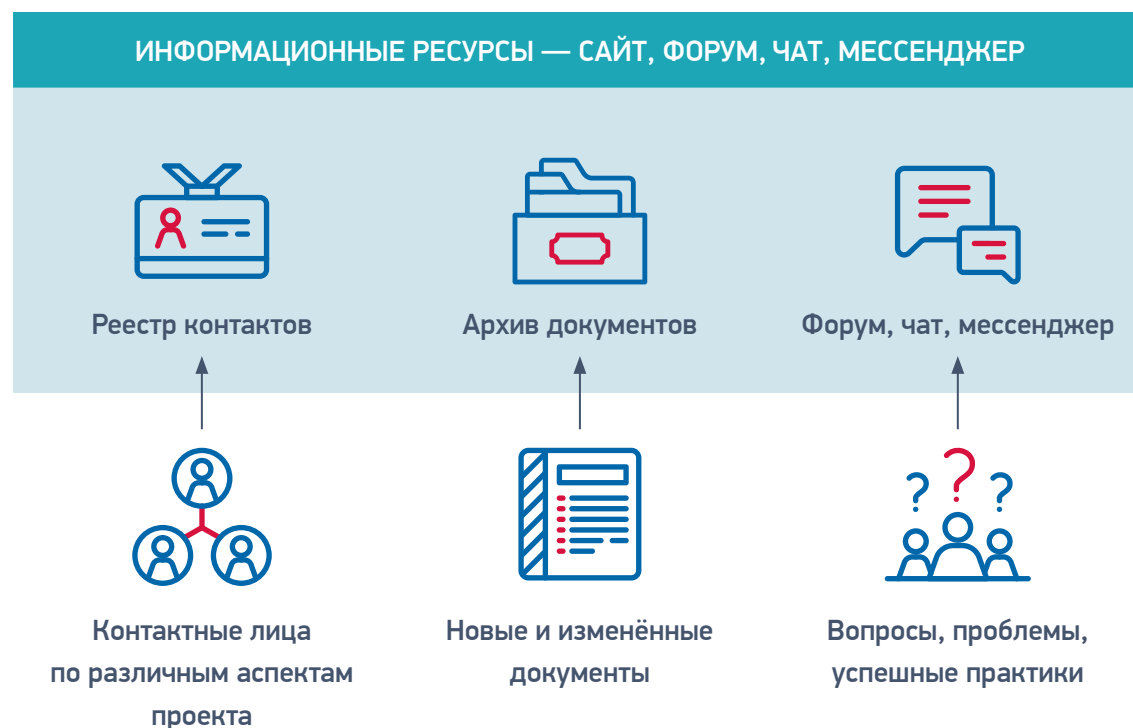 ИНФОРМАЦИОННЫЕ РЕСУРСЫ — САЙТ, ФОРУМ, ЧАТ, МЕССЕНДЖЕР
Реестр контактов
Архив документов
Форум, чат, мессенджер
Контактные лица
по различным аспектам
проекта
Новые и изменённые
документы
Вопросы, проблемы,
успешные практики